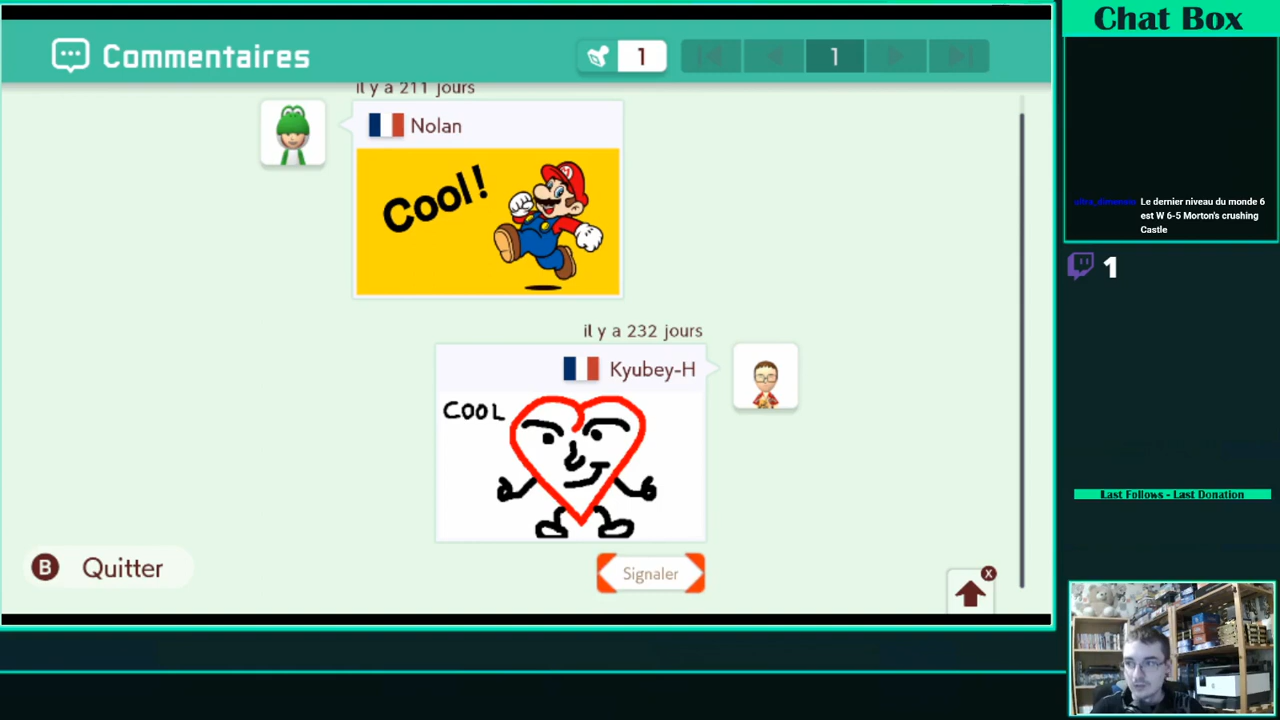 Commentaires
1
1
il y a 211 jours
Nolan
Cool!
il y a 232 jours
Kyubey-H
COOL
Signaler
B Quitter
X
Chat Box
Le dernier niveau du monde 6
est W 6-5 Morton's crushing
Castle
1
Last Follows - Last Donation